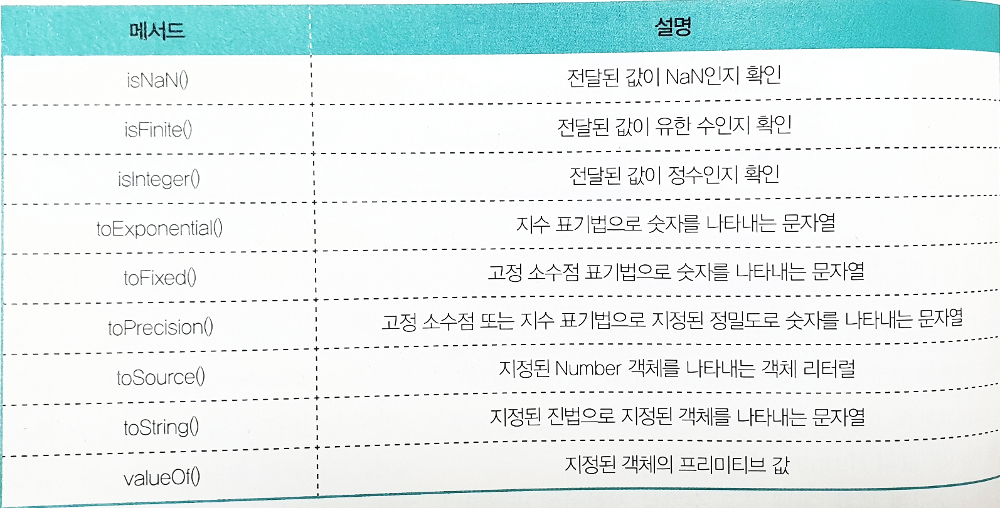 메서드 설명
isNaN() 전달된 값이 NaN인지 확인
isFinite() 전달된 값이 유한 수인지 확인
isInteger() 전달된 값이 정수인지 확인
toExponential() 지수 표기법으로 숫자를 나타내는 문자열
toFixed() 고정 소수점 표기법으로 숫자를 나타내는 문자열
toPrecision() 고정 소수점 또는 지수 표기법으로 지정된 정밀도로 숫자를 나타내는 문자열
toSource() 지정된 Number 객체를 나타내는 객체 리터럴
toString() 지정된 진법으로 지정된 객체를 나타내는 문자열
valueOf() 지정된 객체의 프리미티브 값